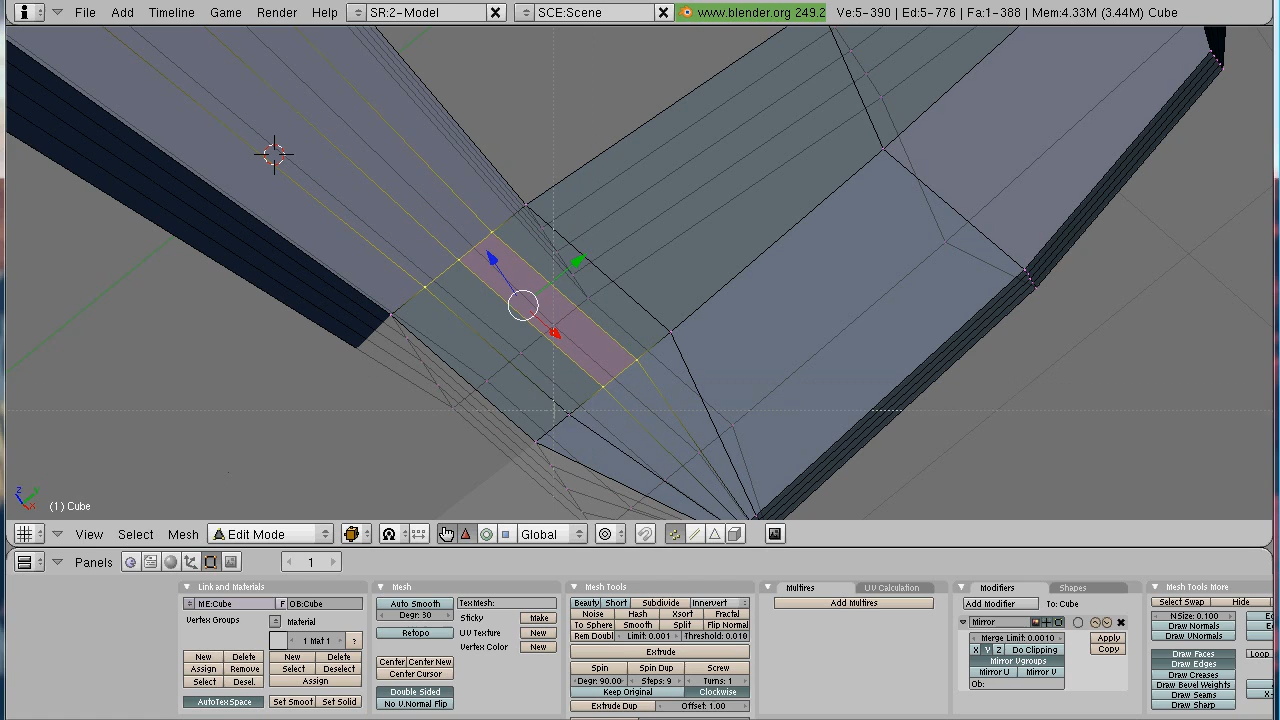 File Add Timeline Game Render Help SR:2-Model SCE:Scene www.blender.org 249.2 Ve:5-390 | Ed:5-776 | Fa:1-388 | Mem:4.33M (3.44M) Cube
z y x
(1) Cube
View Select Mesh Edit Mode Global
Panels 1
Link and Materials Mesh Mesh Tools Multires UV Calculation Modifiers Shapes Mesh Tools More
ME:Cube F OB:Cube Auto Smooth TexMesh: Beauty Short Subdivide Innervert Add Multires Add Modifier To: Cube Select Swap Hide
Vertex Groups Material Degr: 30 Sticky Make Noise Hash Xsort Fractal Mirror NSize: 0.100
1 Mat 1 ? Retopo UV Texture New To Sphere Smooth Split Flip Normal Merge Limit: 0.0010 Apply Draw Normals
Vertex Color New Rem Doubl Limit: 0.001 Threshold: 0.010 X Y Z Do Clipping Copy Draw VNormals
New Delete New Delete Center Center New Extrude Mirror Vgroups Draw Faces Loop
Assign Remove Select Deselect Center Cursor Spin Spin Dup Screw Mirror U Mirror V Draw Edges
Select Desel. Assign Degr: 90.00 Steps: 9 Turns: 1 Ob: Draw Creases
Double Sided Keep Original Clockwise Draw Bevel Weights
AutoTexSpace Set Smoot Set Solid No V.Normal Flip Extrude Dup Offset: 1.00 Draw Seams
Draw Sharp